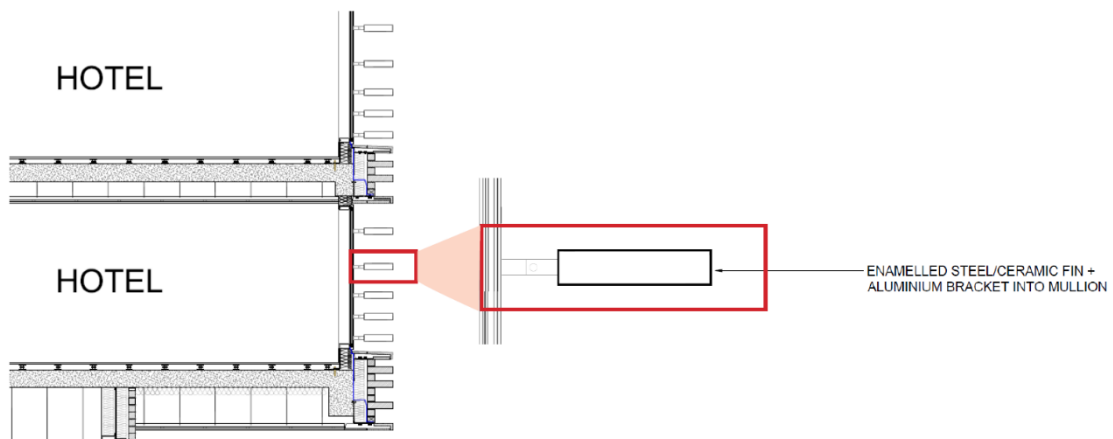 HOTEL
HOTEL
ENAMELLED STEEL/CERAMIC FIN +
ALUMINIUM BRACKET INTO MULLION